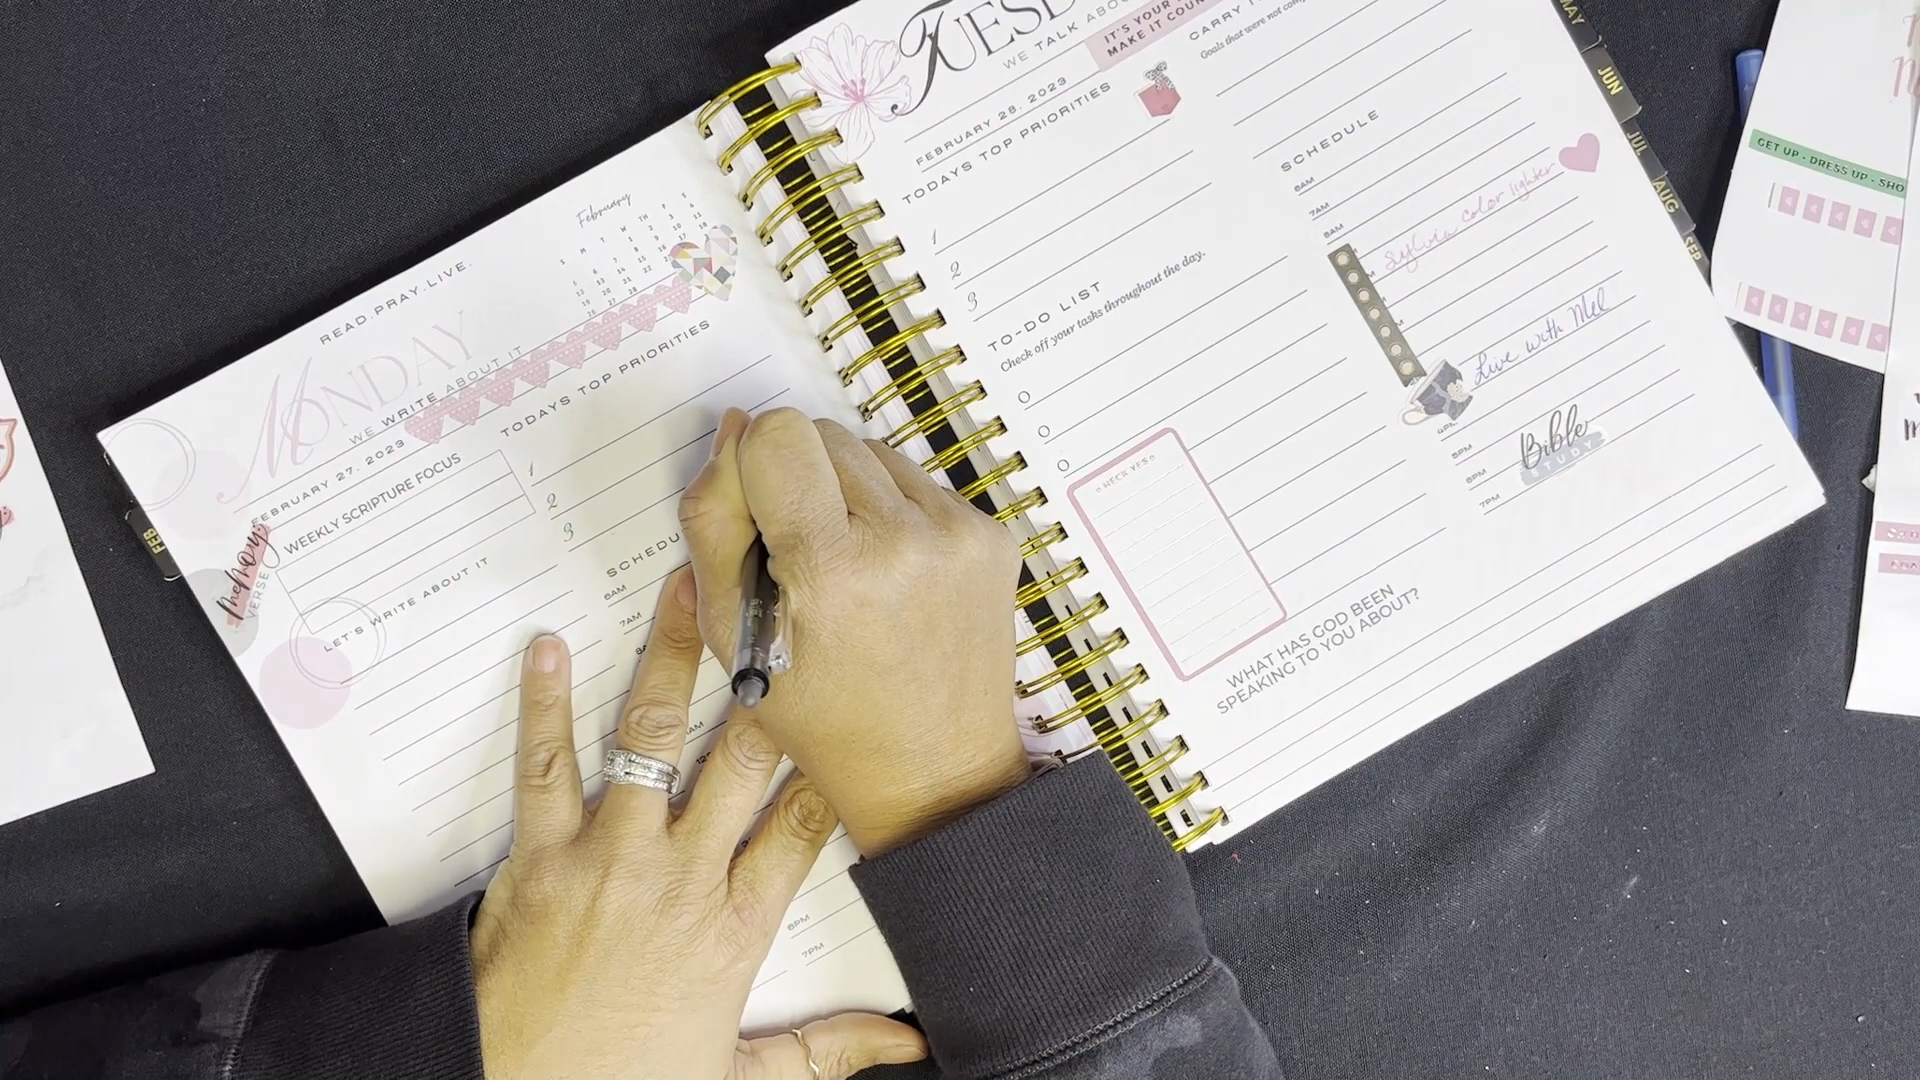 READ.PRAY.LIVE.
MONDAY
WE WRITE ABOUT IT
FEBRUARY 27, 2023
WEEKLY SCRIPTURE FOCUS
memory
VERSE
LET'S WRITE ABOUT IT
February
S M T W TH F S
TODAYS TOP PRIORITIES
1
2
3
SCHEDU
6AM
7AM
6PM
7PM
FEB
TUESD
WE TALK ABO
IT'S YOUR
MAKE IT COUN
CARRY
Goals that were not comp
FEBRUARY 28, 2023
TODAYS TOP PRIORITIES
1
2
3
TO-DO LIST
Check off your tasks throughout the day.
HECK YES
SCHEDULE
6AM
7AM
8AM
Sylvia color lighter
Live with Mel
4PM
5PM
6PM
7PM
Bible
STUDY
WHAT HAS GOD BEEN
SPEAKING TO YOU ABOUT?
MAY
JUN
JUL
AUG
SEP
GET UP • DRESS UP • SHO